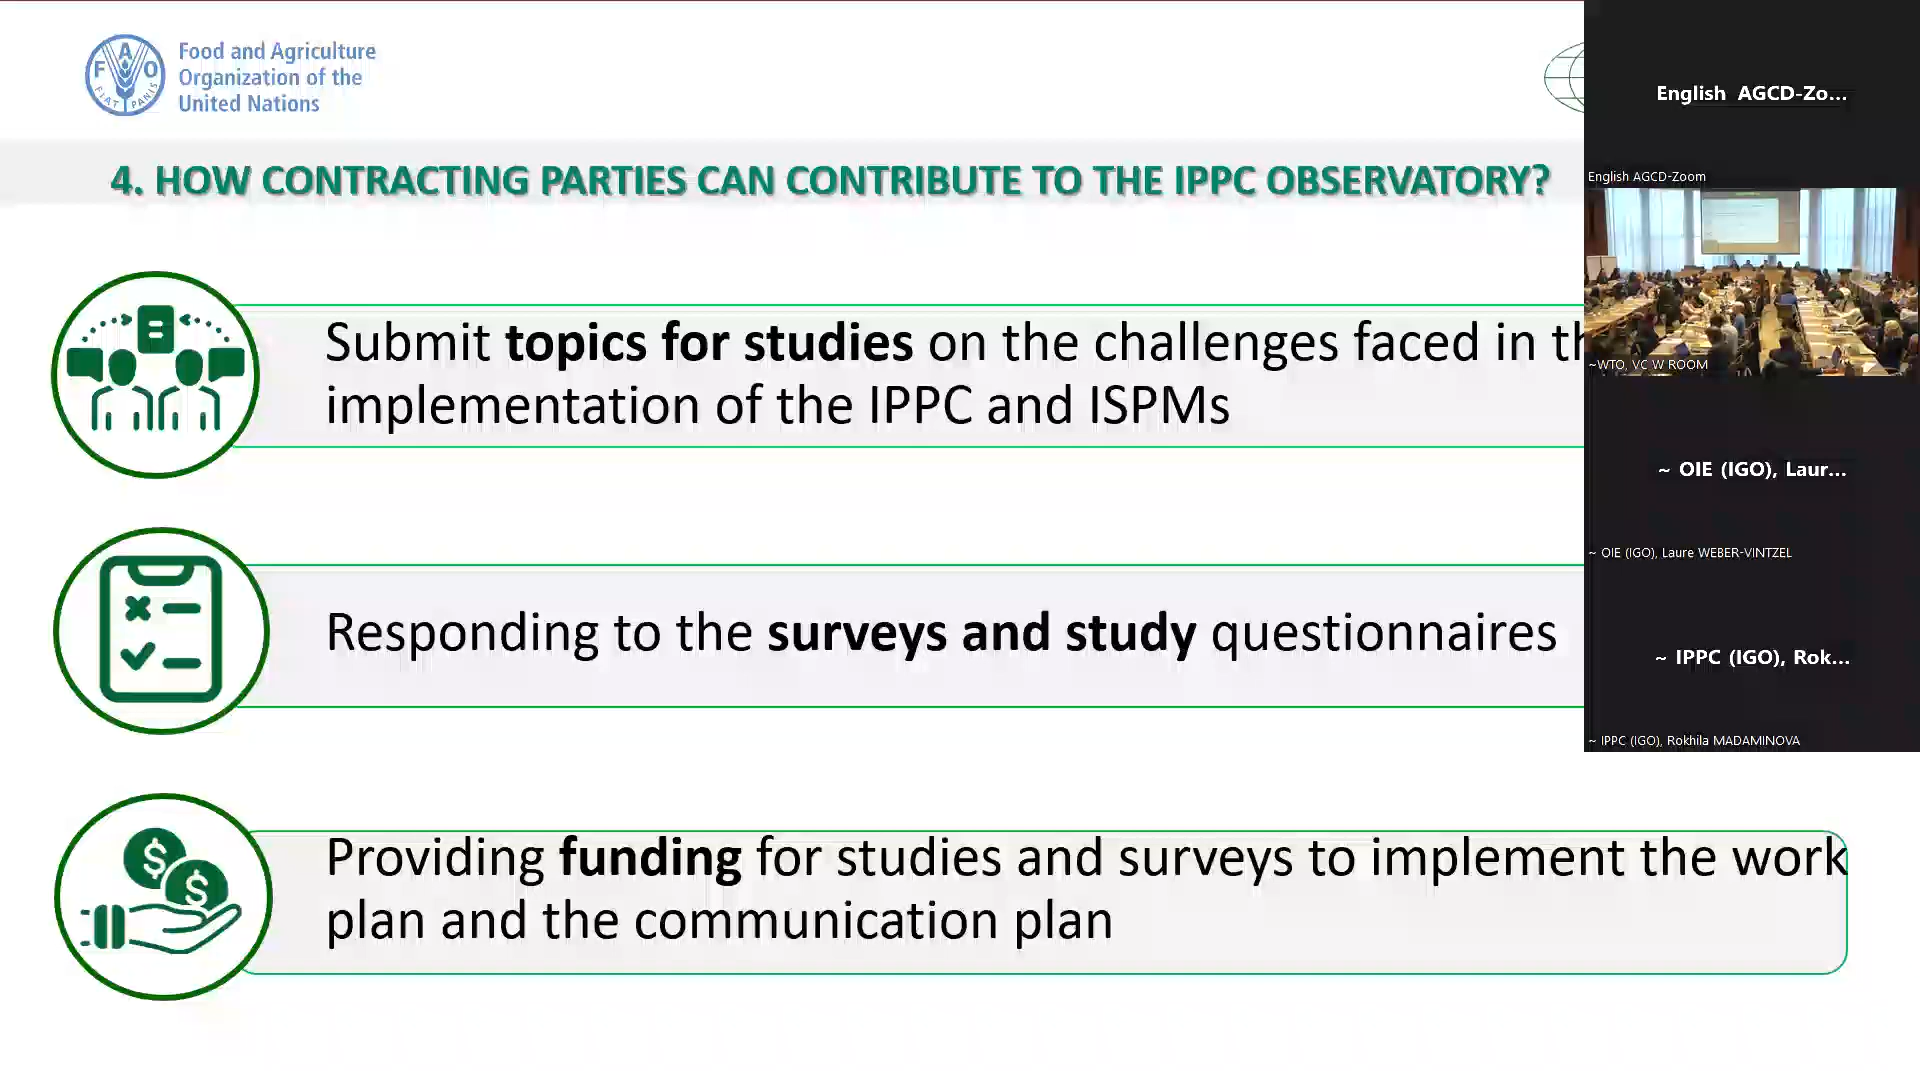 Food and Agriculture
Organization of the
United Nations
F A O
FIAT PANIS
4. HOW CONTRACTING PARTIES CAN CONTRIBUTE TO THE IPPC OBSERVATORY?
Submit topics for studies on the challenges faced in th
implementation of the IPPC and ISPMs
Responding to the surveys and study questionnaires
Providing funding for studies and surveys to implement the work
plan and the communication plan
English AGCD-Zo...
English AGCD-Zoom
~WTO, VC W ROOM
~ OIE (IGO), Laur...
~ OIE (IGO), Laure WEBER-VINTZEL
~ IPPC (IGO), Rok...
~ IPPC (IGO), Rokhila MADAMINOVA